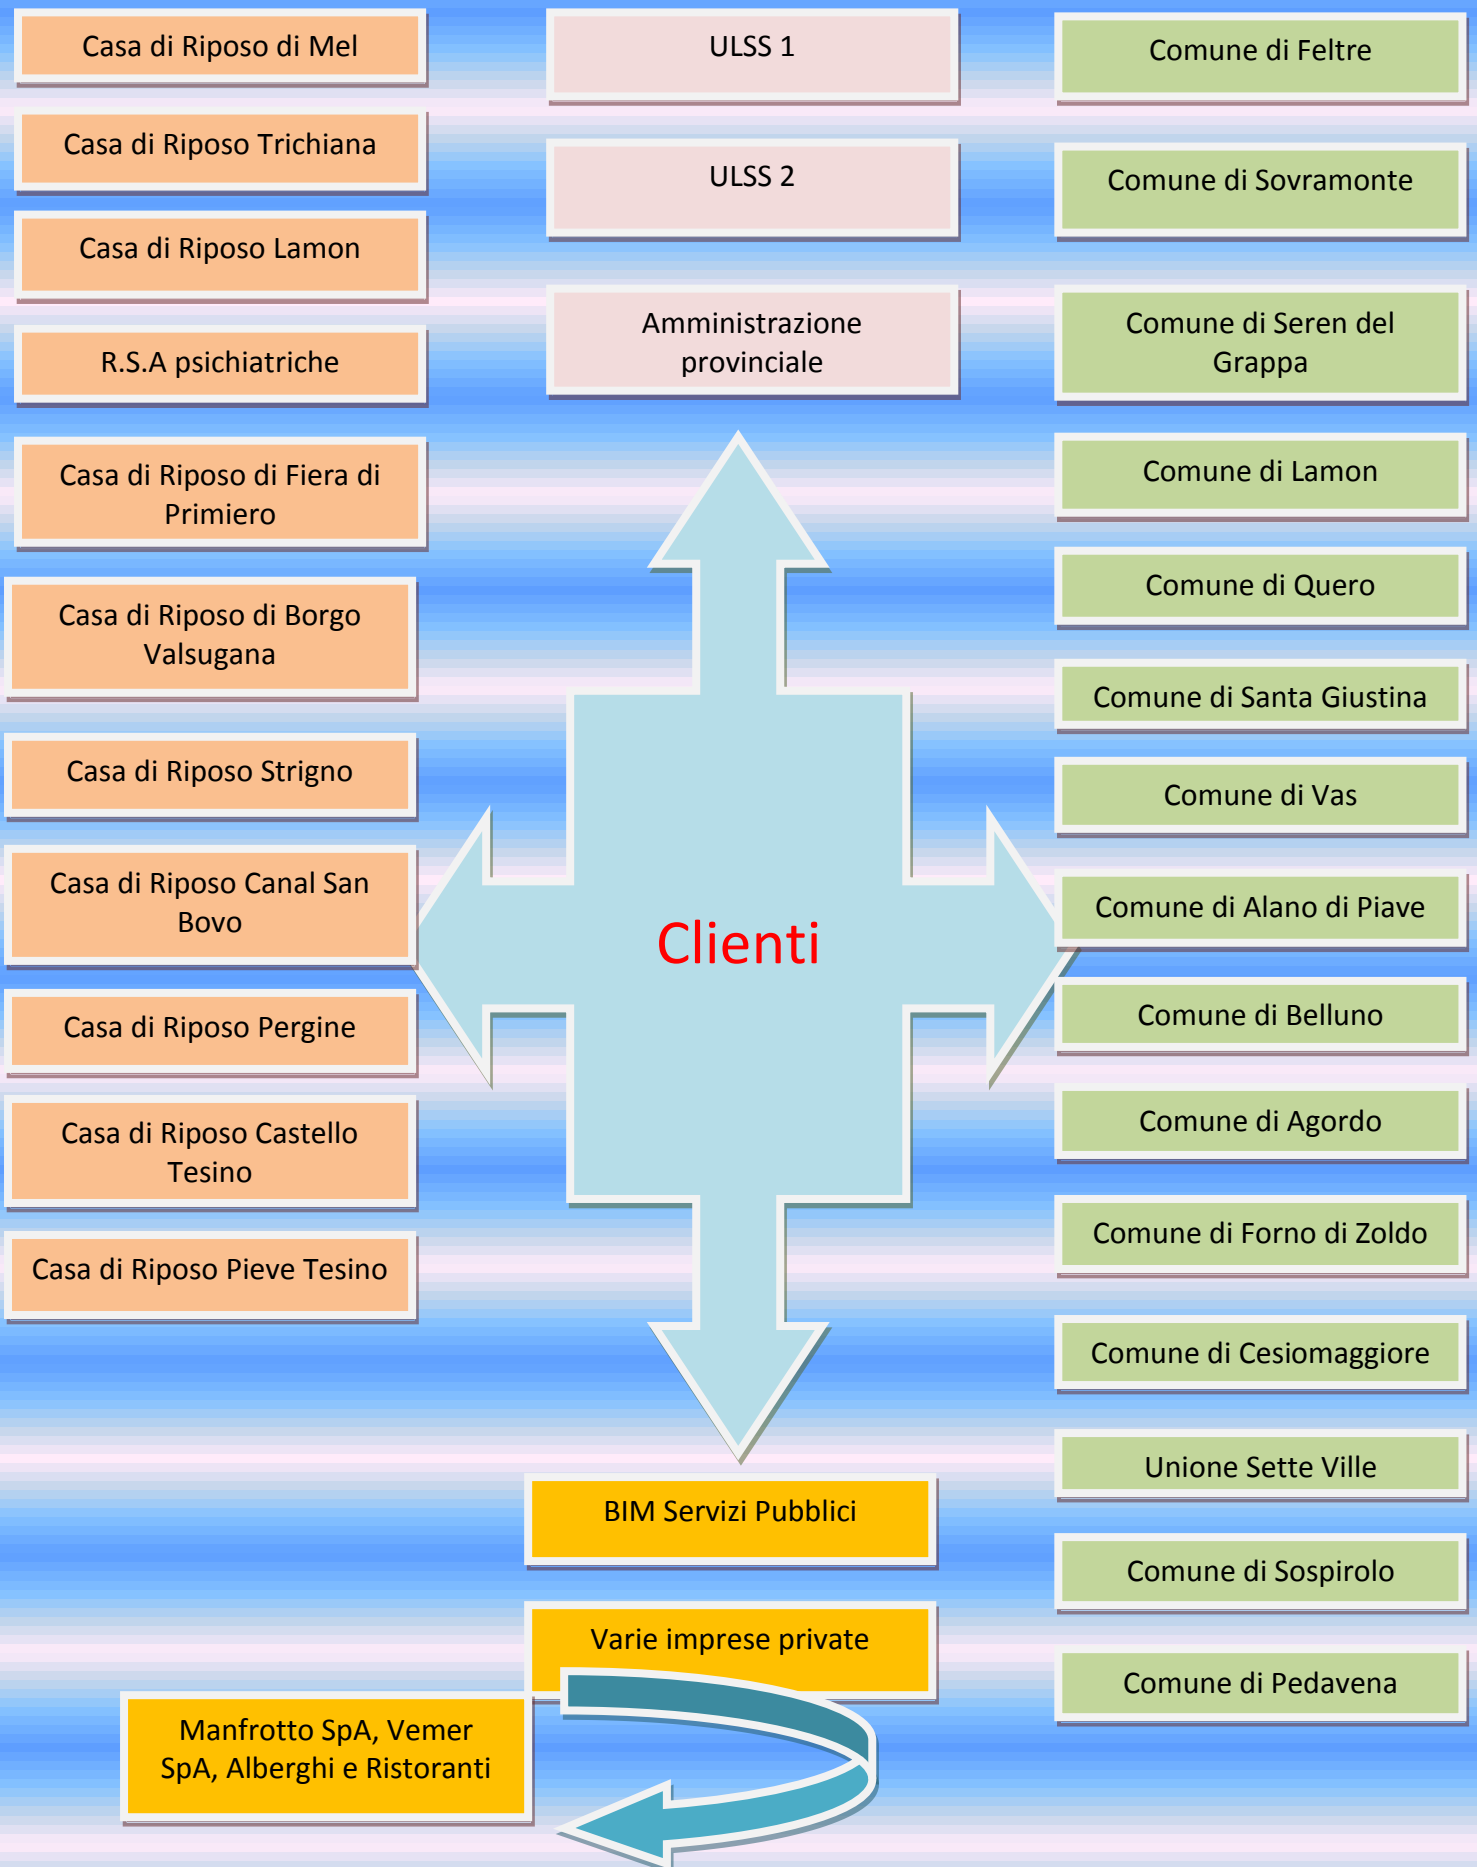 Casa di Riposo di Mel
Casa di Riposo Trichiana
Casa di Riposo Lamon
R.S.A psichiatriche
Casa di Riposo di Fiera di
Primiero
Casa di Riposo di Borgo
Valsugana
Casa di Riposo Strigno
Casa di Riposo Canal San
Bovo
Casa di Riposo Pergine
Casa di Riposo Castello
Tesino
Casa di Riposo Pieve Tesino
ULSS 1
ULSS 2
Amministrazione
provinciale
Clienti
BIM Servizi Pubblici
Varie imprese private
Manfrotto SpA, Vemer
SpA, Alberghi e Ristoranti
Comune di Feltre
Comune di Sovramonte
Comune di Seren del
Grappa
Comune di Lamon
Comune di Quero
Comune di Santa Giustina
Comune di Vas
Comune di Alano di Piave
Comune di Belluno
Comune di Agordo
Comune di Forno di Zoldo
Comune di Cesiomaggiore
Unione Sette Ville
Comune di Sospirolo
Comune di Pedavena